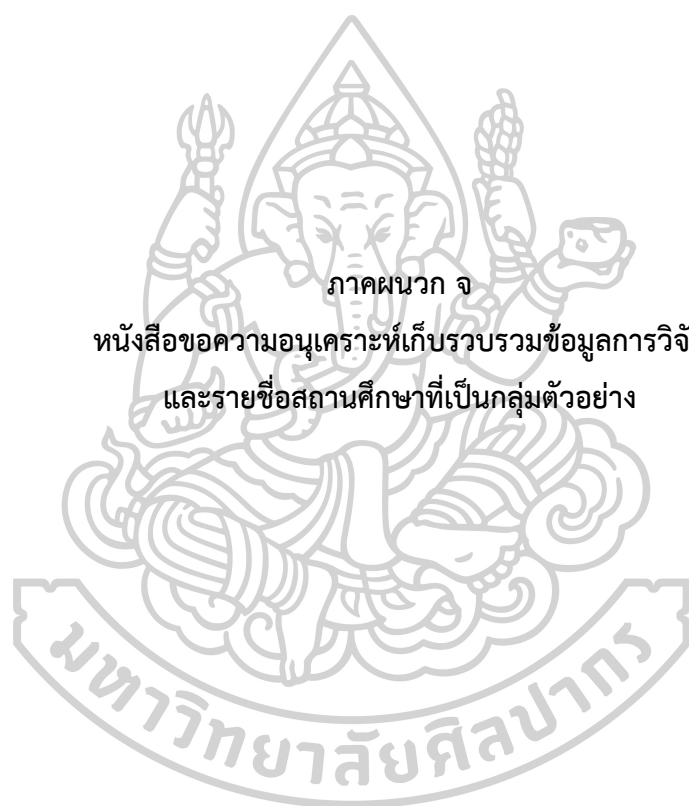 ภาคผนวก จ
หนังสือขอความอนุเคราะห์เก็บรวบรวมข้อมูลการวิจั
และรายชื่อสถานศึกษาที่เป็นกลุ่มตัวอย่าง
มหาวิทยาลัยศิลปากร